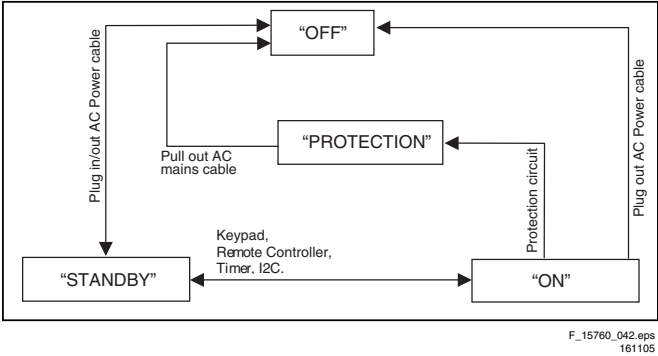 “OFF”
Plug in/out AC Power cable
Plug out AC Power cable
“PROTECTION”
Pull out AC
mains cable
Protection circuit
Keypad,
Remote Controller,
Timer, I2C.
“STANDBY”
“ON”
F_15760_042.eps
161105